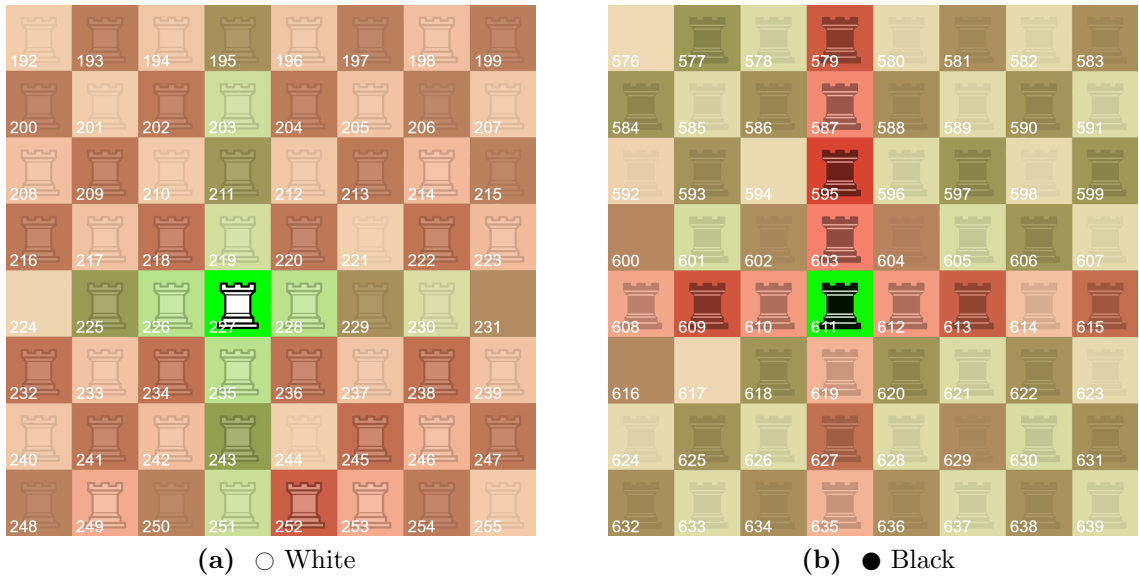 192 193 194 195 196 197 198 199
200 201 202 203 204 205 206 207
208 209 210 211 212 213 214 215
216 217 218 219 220 221 222 223
224 225 226 227 228 229 230 231
232 233 234 235 236 237 238 239
240 241 242 243 244 245 246 247
248 249 250 251 252 253 254 255
(a) ○ White
576 577 578 579 580 581 582 583
584 585 586 587 588 589 590 591
592 593 594 595 596 597 598 599
600 601 602 603 604 605 606 607
608 609 610 611 612 613 614 615
616 617 618 619 620 621 622 623
624 625 626 627 628 629 630 631
632 633 634 635 636 637 638 639
(b) ● Black